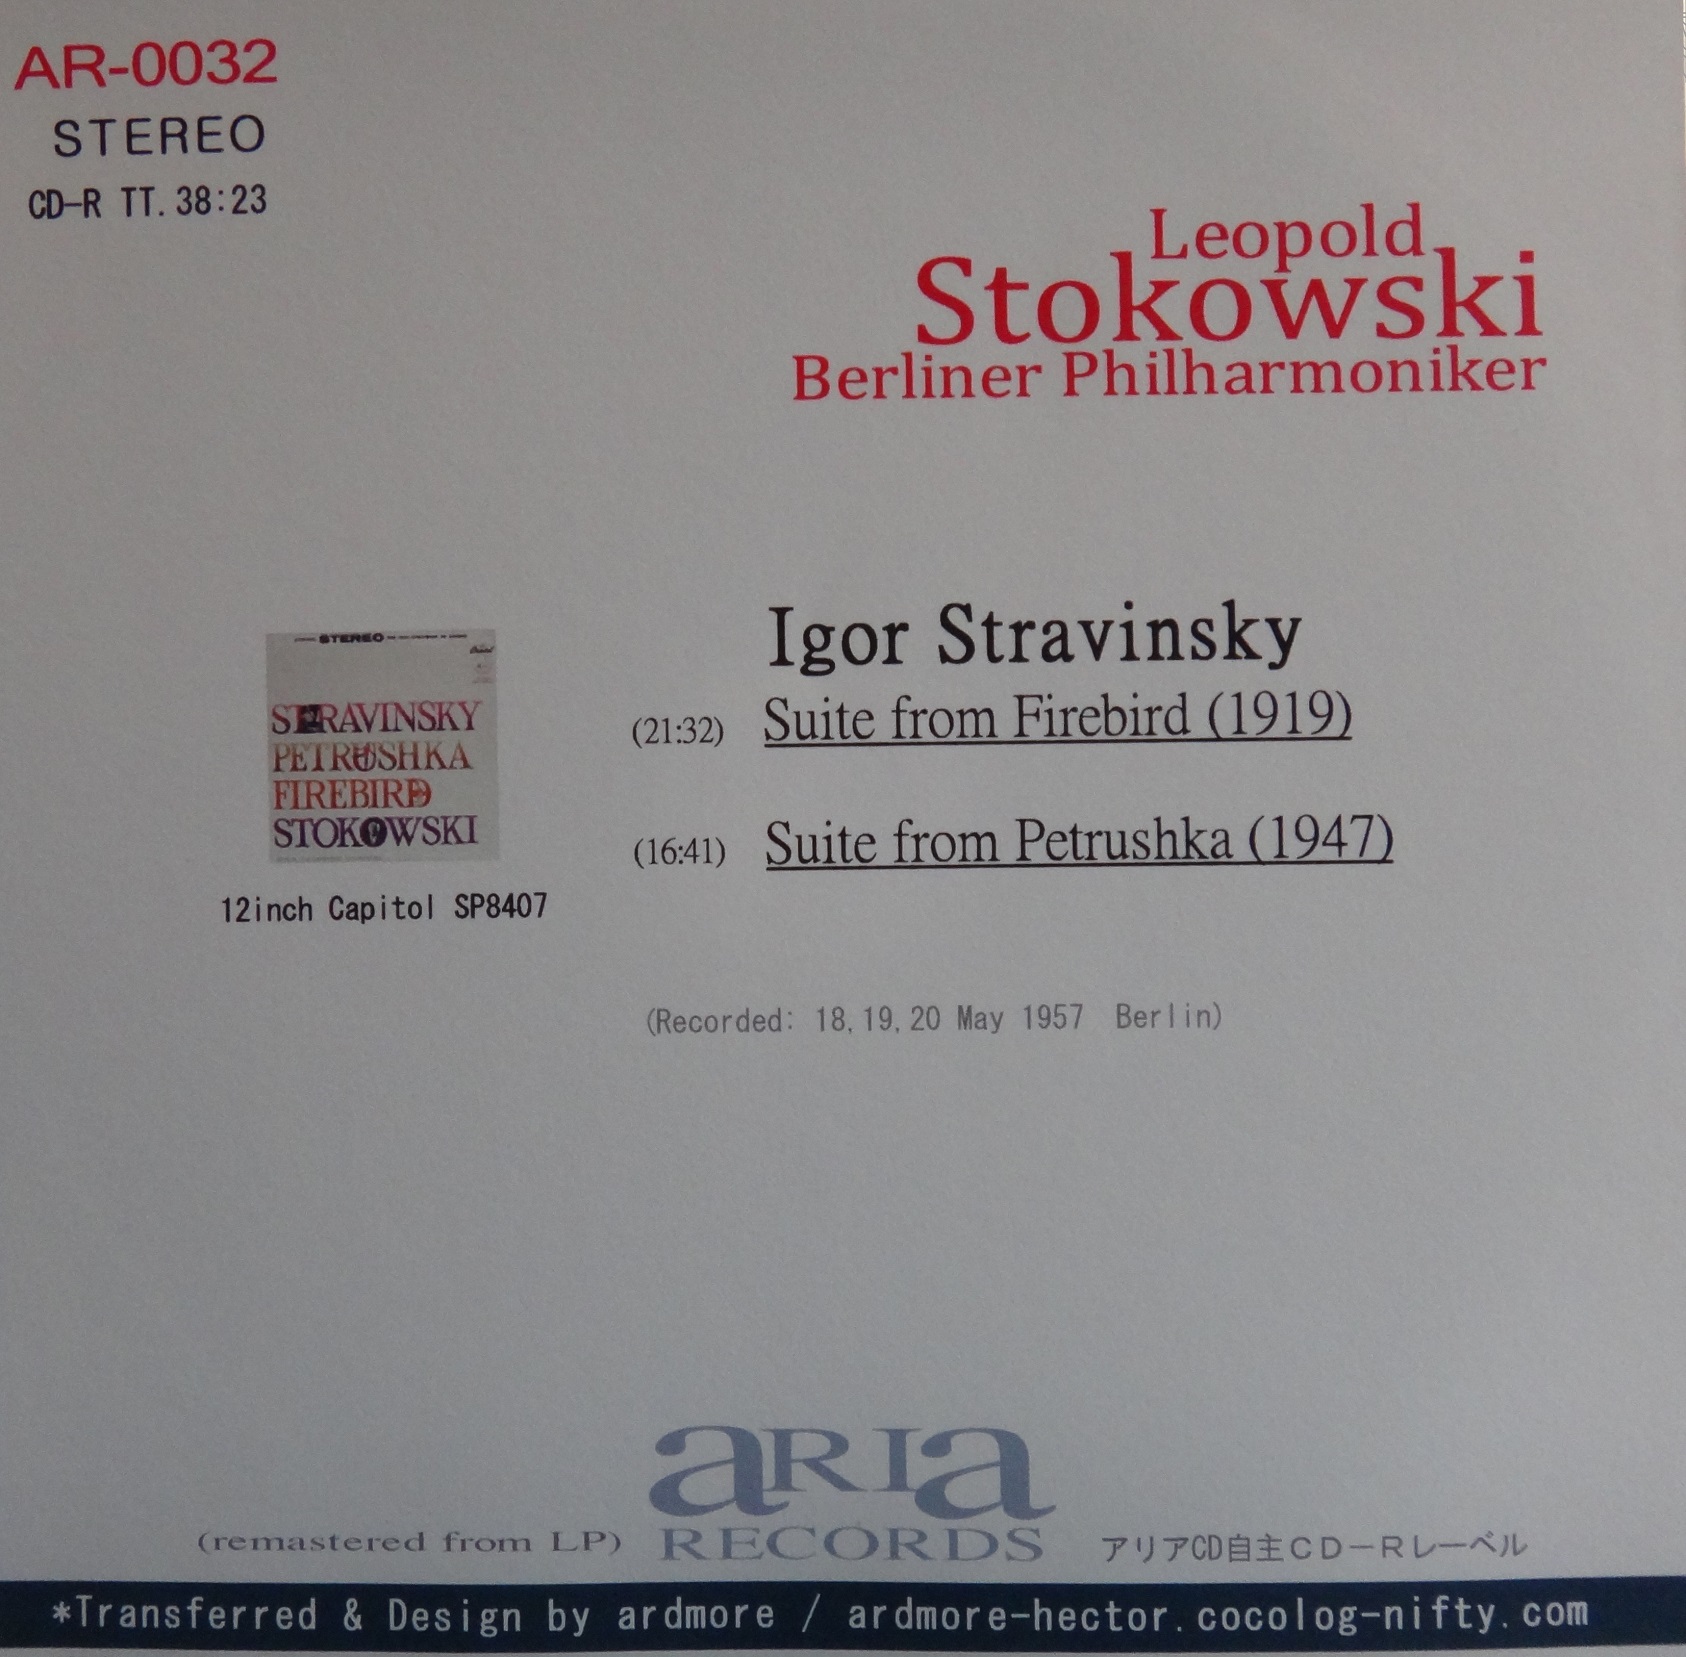 AR-0032
STEREO
CD-R TT. 38:23
Leopold
Stokowski
Berliner Philharmoniker
Igor Stravinsky
(21:32) Suite from Firebird (1919)
(16:41) Suite from Petrushka (1947)
STEREO
STRAVINSKY
PETRUSHKA
FIREBIRD
STOKOWSKI
12inch Capitol SP8407
(Recorded: 18, 19, 20 May 1957 Berlin)
aRIa
RECORDS
(remastered from LP)
アリアCD自主CD-Rレーベル
*Transferred & Design by ardmore / ardmore-hector.cocolog-nifty.com